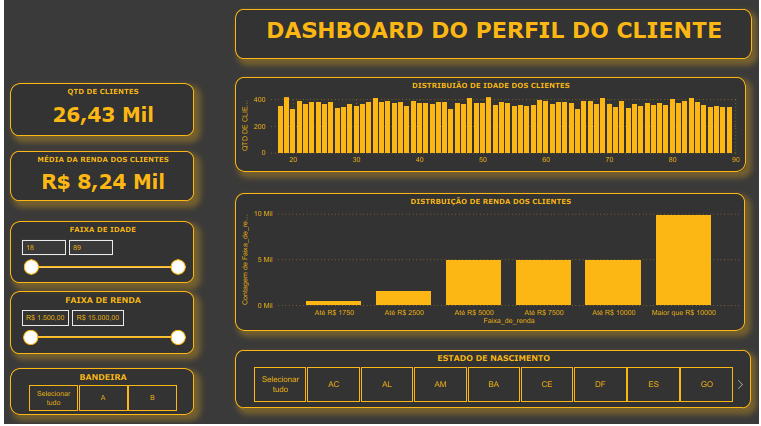 DASHBOARD DO PERFIL DO CLIENTE
QTD DE CLIENTES
26,43 Mil
MÉDIA DA RENDA DOS CLIENTES
R$ 8,24 Mil
FAIXA DE IDADE
18 89
FAIXA DE RENDA
R$ 1.500,00 R$ 15.000,00
BANDEIRA
Selecionar
tudo
A
B
DISTRIBUIÃO DE IDADE DOS CLIENTES
QTD DE CLIE...
400
200
0
20 30 40 50 60 70 80 90
DISTRBUIÇÃO DE RENDA DOS CLIENTES
Contagem de Faixa_de_re...
10 Mil
5 Mil
0 Mil
Até R$ 1750 Até R$ 2500 Até R$ 5000 Até R$ 7500 Até R$ 10000 Maior que R$ 10000
Faixa_de_renda
ESTADO DE NASCIMENTO
Selecionar
tudo
AC
AL
AM
BA
CE
DF
ES
GO